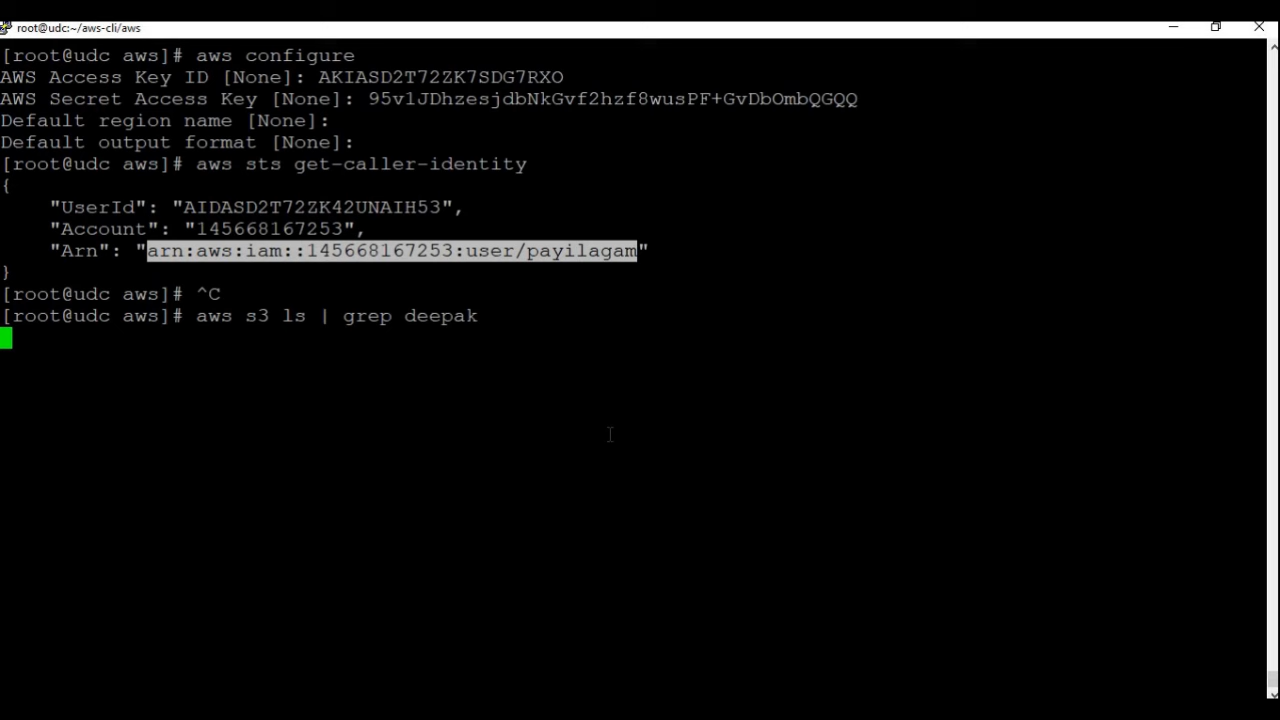 root@udc:~/aws-cli/aws
[root@udc aws]# aws configure
AWS Access Key ID [None]: AKIASD2T72ZK7SDG7RXO
AWS Secret Access Key [None]: 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
Default region name [None]:
Default output format [None]:
[root@udc aws]# aws sts get-caller-identity
{
    "UserId": "AIDASD2T72ZK42UNAIH53",
    "Account": "145668167253",
    "Arn": "arn:aws:iam::145668167253:user/payilagam"
}
[root@udc aws]# ^C
[root@udc aws]# aws s3 ls | grep deepak